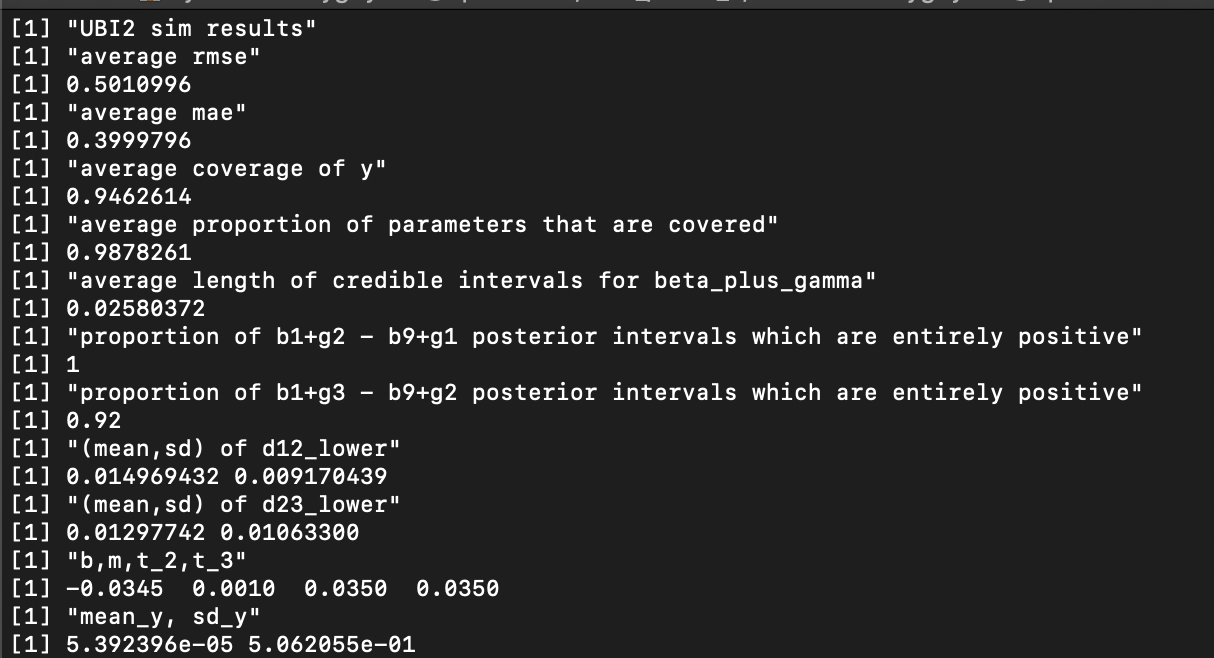 [1] "UBI2 sim results"
[1] "average rmse"
[1] 0.5010996
[1] "average mae"
[1] 0.3999796
[1] "average coverage of y"
[1] 0.9462614
[1] "average proportion of parameters that are covered"
[1] 0.9878261
[1] "average length of credible intervals for beta_plus_gamma"
[1] 0.02580372
[1] "proportion of b1+g2 - b9+g1 posterior intervals which are entirely positive"
[1] 1
[1] "proportion of b1+g3 - b9+g2 posterior intervals which are entirely positive"
[1] 0.92
[1] "(mean,sd) of d12_lower"
[1] 0.014969432 0.009170439
[1] "(mean,sd) of d23_lower"
[1] 0.01297742 0.01063300
[1] "b,m,t_2,t_3"
[1] -0.0345  0.0010  0.0350  0.0350
[1] "mean_y, sd_y"
[1] 5.392396e-05 5.062055e-01